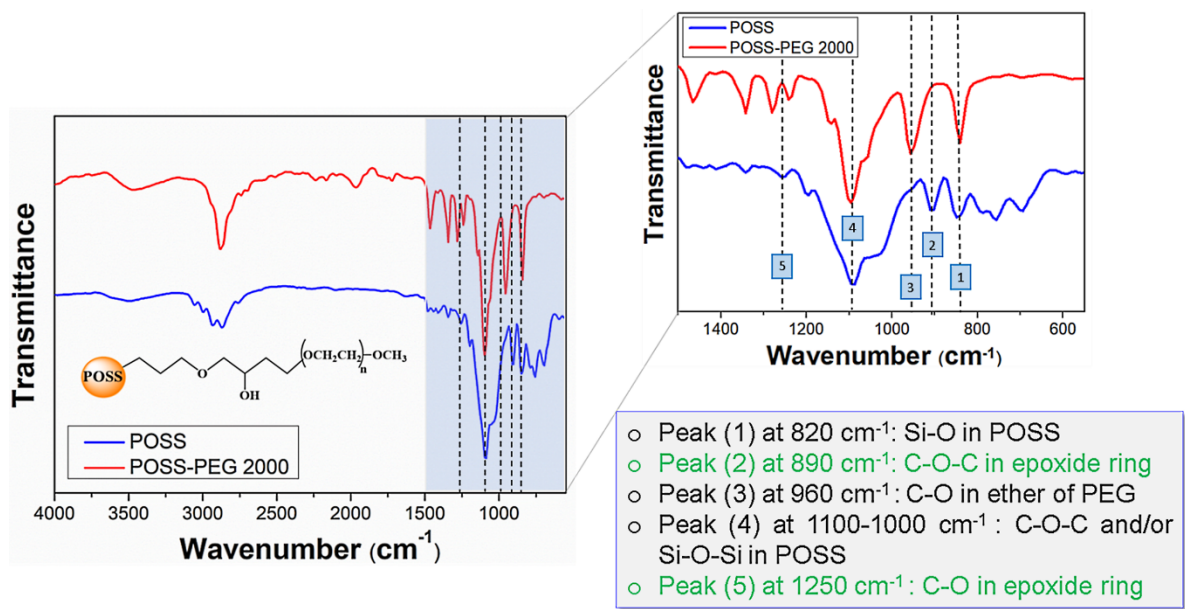 POSS
POSS-PEG 2000
Transmittance
5
4
3
2
1
1400 1200 1000 800 600
Wavenumber (cm-1)
Transmittance
POSS
O
OH
(OCH2CH2)n
OCH3
POSS
POSS-PEG 2000
4000 3500 3000 2500 2000 1500 1000
Wavenumber (cm-1)
○ Peak (1) at 820 cm-1: Si-O in POSS
○ Peak (2) at 890 cm-1: C-O-C in epoxide ring
○ Peak (3) at 960 cm-1: C-O in ether of PEG
○ Peak (4) at 1100-1000 cm-1 : C-O-C and/or
Si-O-Si in POSS
○ Peak (5) at 1250 cm-1: C-O in epoxide ring